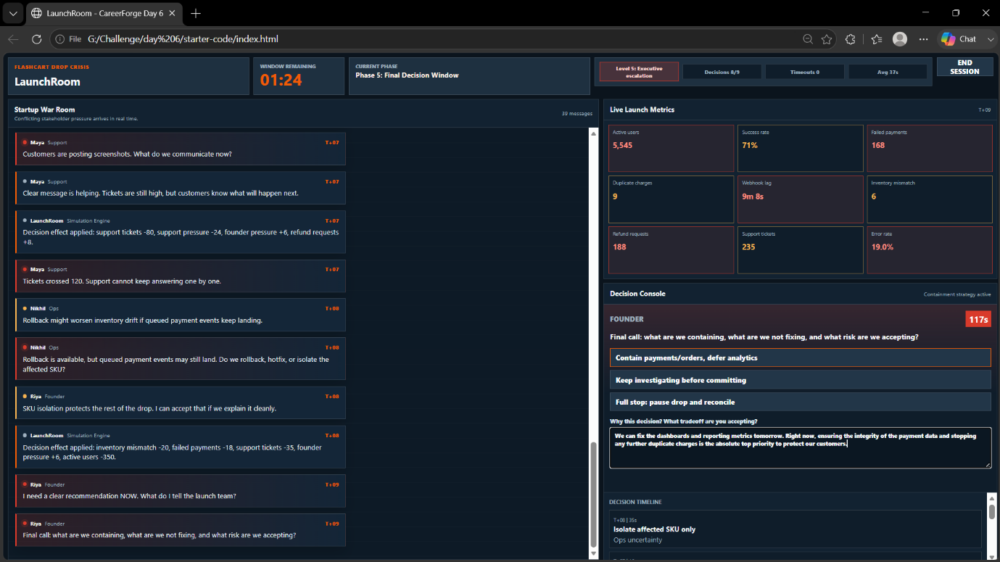 LaunchRoom - CareerForge Day 6
File G:/Challenge/day%206/starter-code/index.html
Chat
FLASHCART DROP CRISIS
LaunchRoom
WINDOW REMAINING
01:24
CURRENT PHASE
Phase 5: Final Decision Window
Level 5: Executive
escalation
Decisions 8/9
Timeouts 0
Avg 37s
END
SESSION
Startup War Room
Conflicting stakeholder pressure arrives in real time.
39 messages
Maya Support T+07
Customers are posting screenshots. What do we communicate now?
Maya Support T+07
Clear message is helping. Tickets are still high, but customers know what will happen next.
LaunchRoom Simulation Engine T+07
Decision effect applied: support tickets -80, support pressure -24, founder pressure +6, refund requests
+8.
Maya Support T+07
Tickets crossed 120. Support cannot keep answering one by one.
Nikhil Ops T+08
Rollback might worsen inventory drift if queued payment events keep landing.
Nikhil Ops T+08
Rollback is available, but queued payment events may still land. Do we rollback, hotfix, or isolate the
affected SKU?
Riya Founder T+08
SKU isolation protects the rest of the drop. I can accept that if we explain it cleanly.
LaunchRoom Simulation Engine T+08
Decision effect applied: inventory mismatch -20, failed payments -18, support tickets -35, founder
pressure +6, active users -350.
Riya Founder T+09
I need a clear recommendation NOW. What do I tell the launch team?
Riya Founder T+09
Final call: what are we containing, what are we not fixing, and what risk are we accepting?
Live Launch Metrics
T+09
Active users
5,545
Success rate
71%
Failed payments
168
Duplicate charges
9
Webhook lag
9m 8s
Inventory mismatch
6
Refund requests
188
Support tickets
235
Error rate
19.0%
Decision Console
Containment strategy active
FOUNDER
117s
Final call: what are we containing, what are we not fixing, and what risk are we accepting?
Contain payments/orders, defer analytics
Keep investigating before committing
Full stop: pause drop and reconcile
Why this decision? What tradeoff are you accepting?
We can fix the dashboards and reporting metrics tomorrow. Right now, ensuring the integrity of the payment data and stopping
any further duplicate charges is the absolute top priority to protect our customers.
DECISION TIMELINE
T+08 | 35s
Isolate affected SKU only
Ops uncertainty